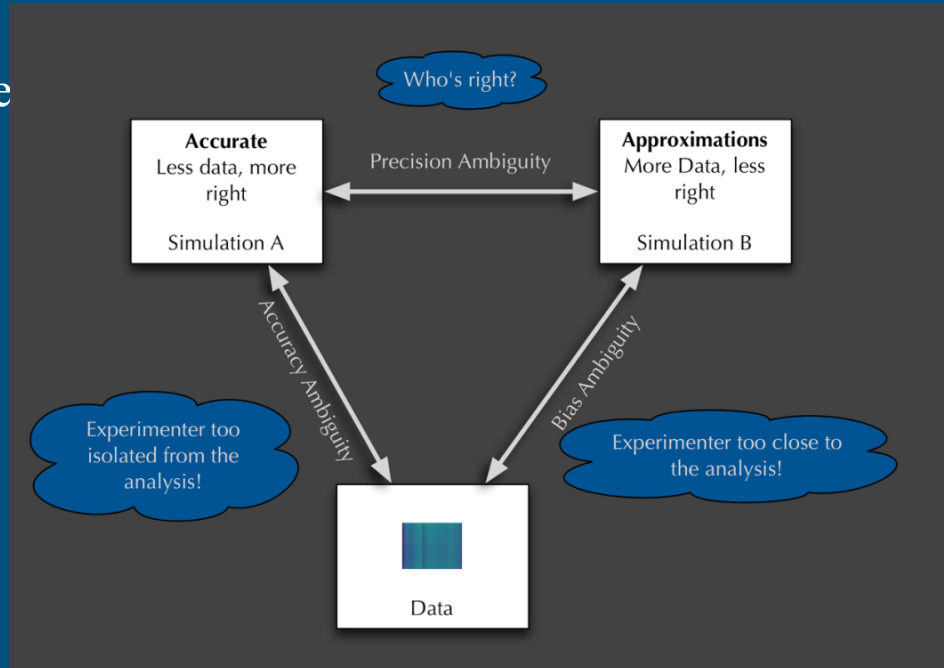 e
Who's right?
Accurate
Less data, more
right
Simulation A
Precision Ambiguity
Approximations
More Data, less
right
Simulation B
Accuracy Ambiguity
Bias Ambiguity
Experimenter too
isolated from the
analysis!
Experimenter too close to
the analysis!
Data